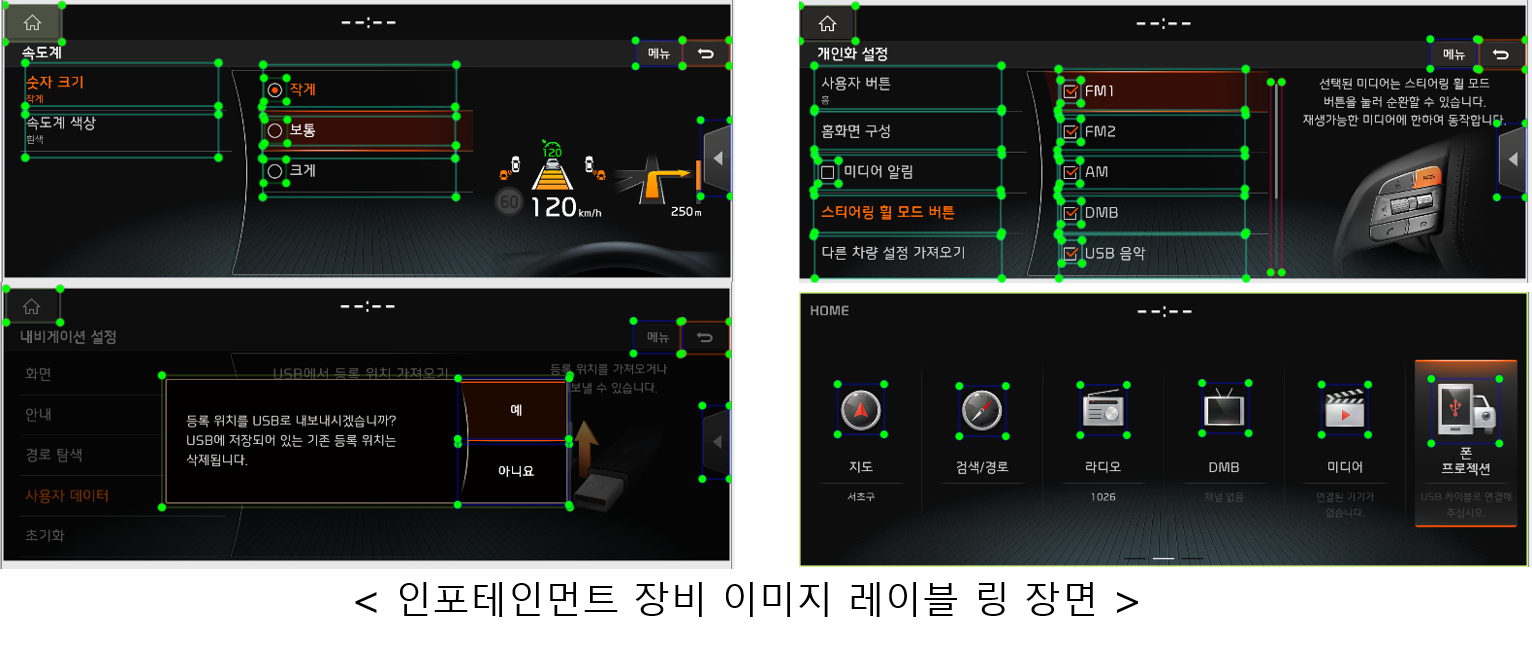 --:--
속도계
메뉴
숫자 크기
작게
속도계 색상
흰색
작게
보통
크게
120
60
120 km/h
250 m
--:--
개인화 설정
메뉴
사용자 버튼
홈
홈화면 구성
미디어 알림
스티어링 휠 모드 버튼
다른 차량 설정 가져오기
FM1
FM2
AM
DMB
USB 음악
선택된 미디어는 스티어링 휠 모드
버튼을 눌러 순환할 수 있습니다.
재생가능한 미디어에 한하여 동작합니다.
MODE
--:--
내비게이션 설정
메뉴
화면
안내
경로 탐색
사용자 데이터
초기화
USB에서 등록 위치 가져오기
등록 위치를 가져오거나
보낼 수 있습니다.
등록 위치를 USB로 내보내시겠습니까?
USB에 저장되어 있는 기존 등록 위치는
삭제됩니다.
예
아니요
HOME
--:--
지도
서초구
검색/경로
라디오
1026
DMB
채널 없음
미디어
연결된 기기가
없습니다.
폰
프로젝션
USB 케이블로 연결해
주십시오.
< 인포테인먼트 장비 이미지 레이블 링 장면 >